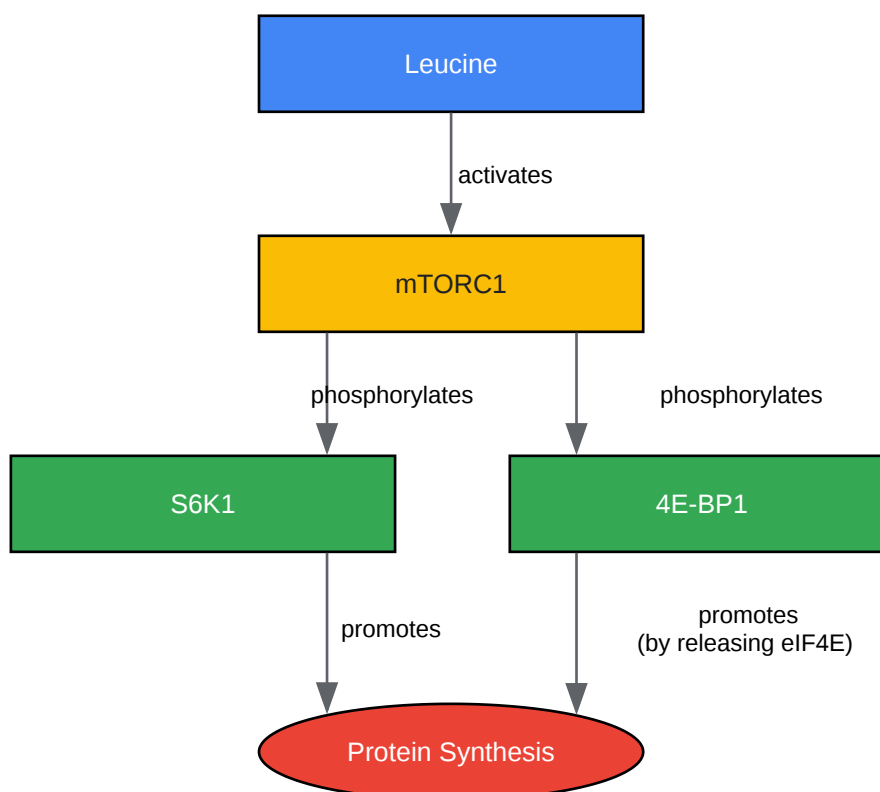 Leucine
activates
mTORC1
phosphorylates
phosphorylates
S6K1
4E-BP1
promotes
promotes
(by releasing eIF4E)
Protein Synthesis